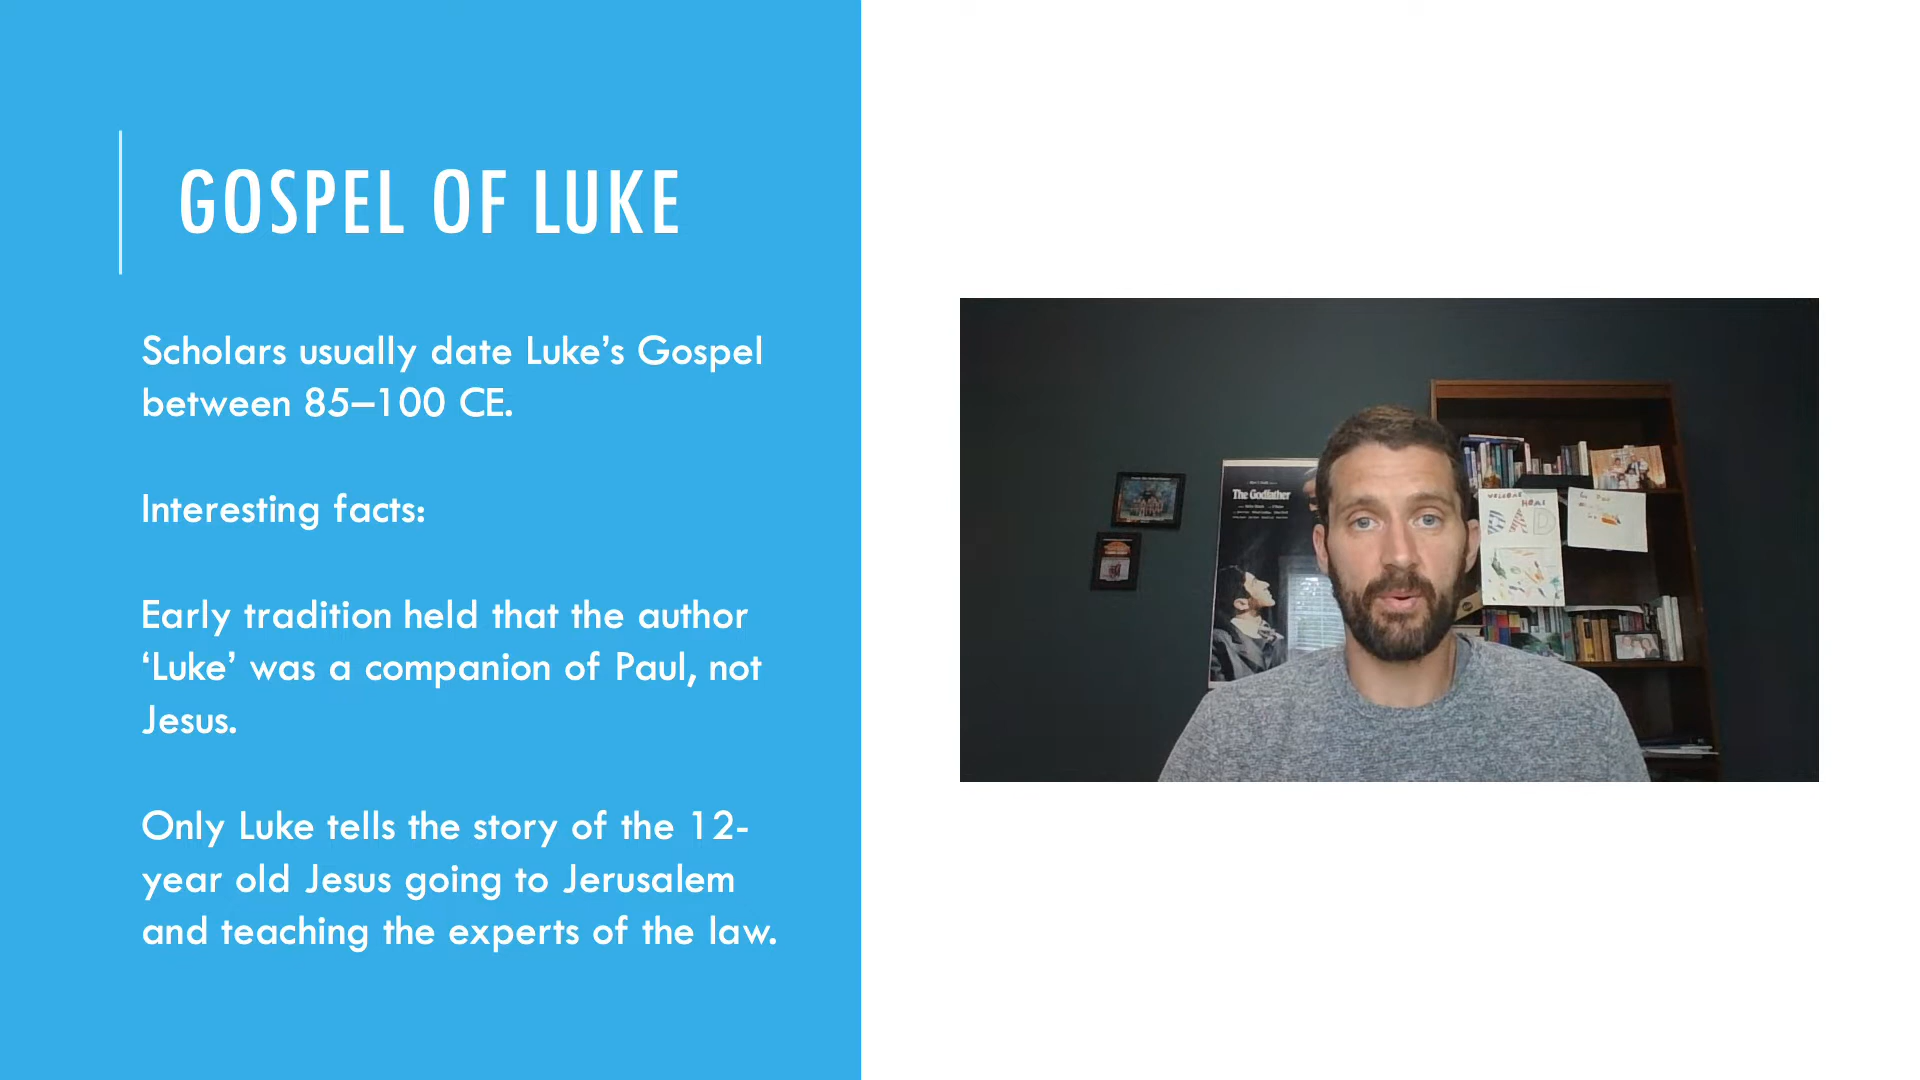 GOSPEL OF LUKE
Scholars usually date Luke’s Gospel
between 85–100 CE.
Interesting facts:
Early tradition held that the author
‘Luke’ was a companion of Paul, not
Jesus.
Only Luke tells the story of the 12-
year old Jesus going to Jerusalem
and teaching the experts of the law.
The Godfather
WELCOME
HOME
DAD